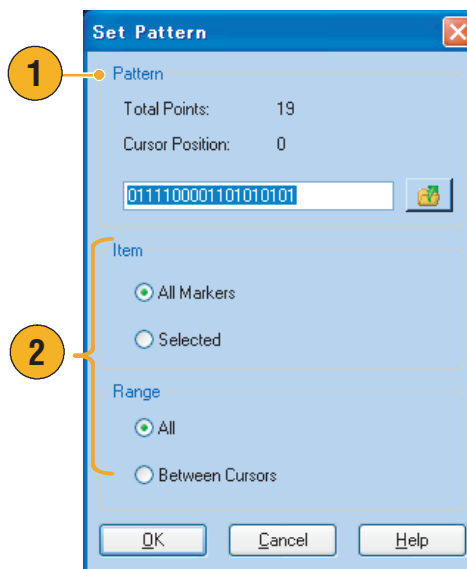 Set Pattern
1
Pattern
Total Points: 19
Cursor Position: 0
0111100001101010101
Item
All Markers
2
Selected
Range
All
Between Cursors
OK Cancel Help